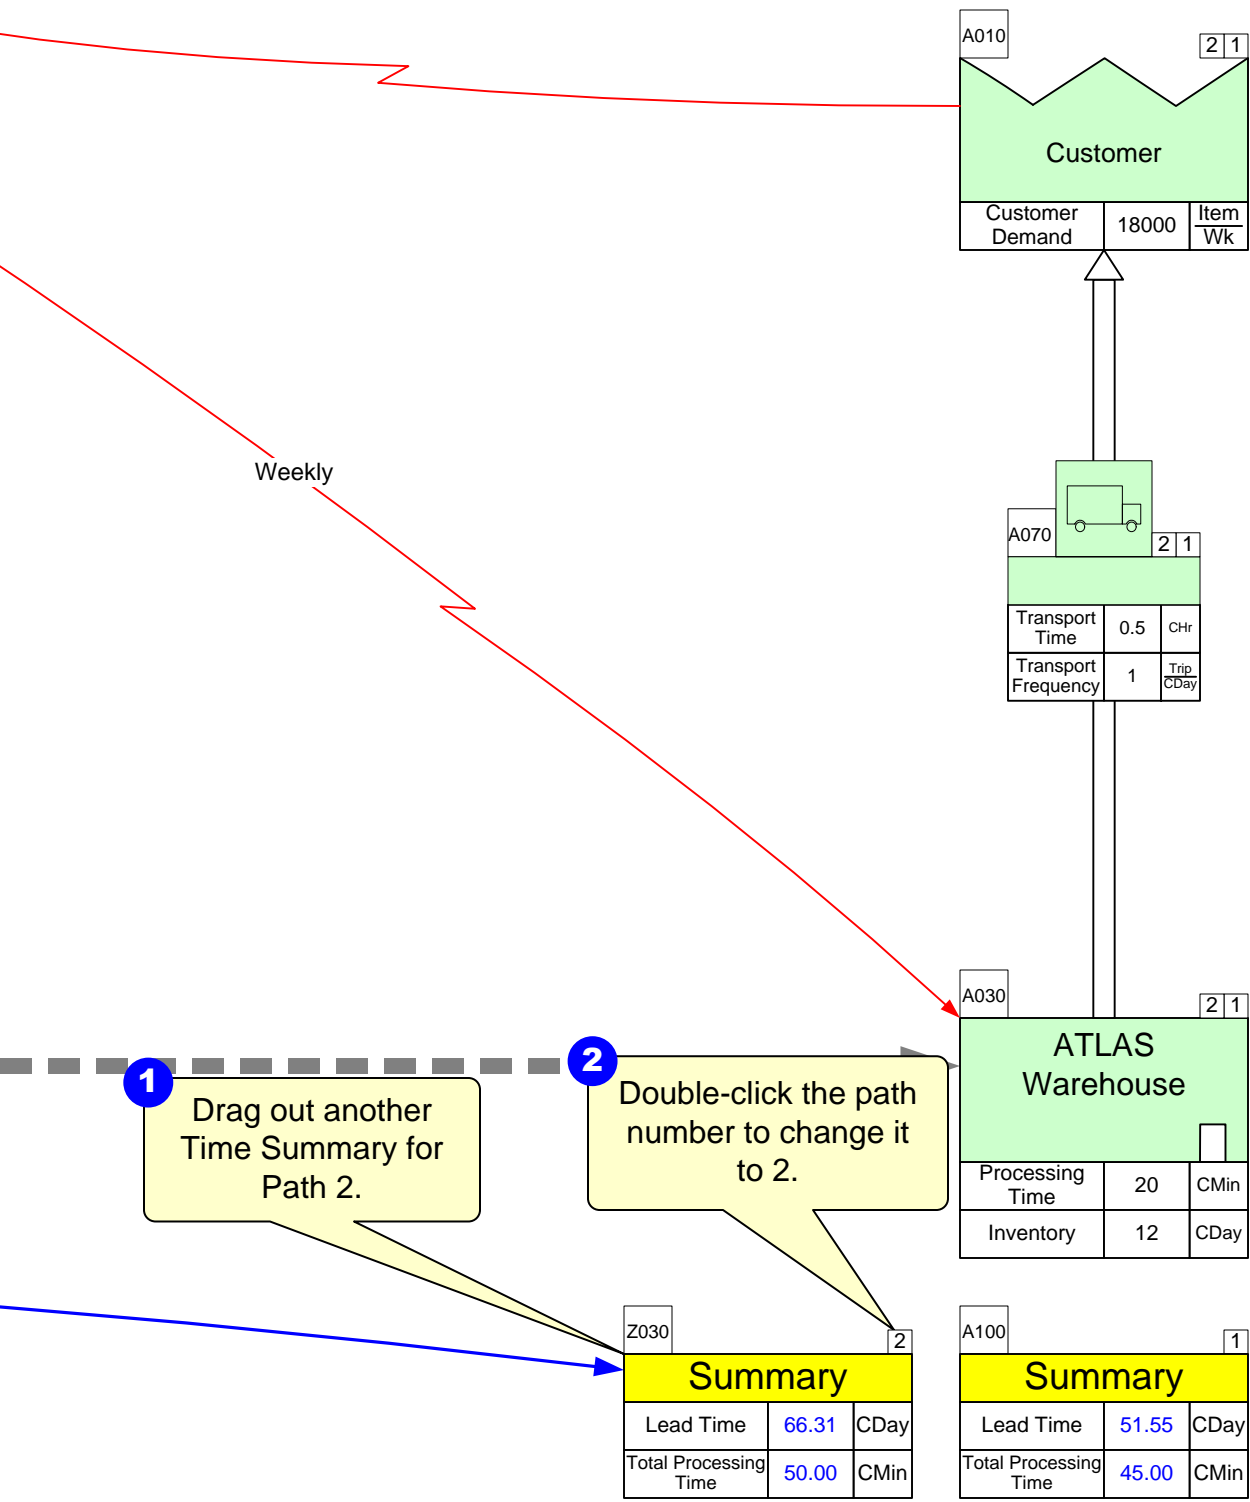 A010
2 1
Customer
Customer
Demand
18000
Item
Wk
Weekly
A070
2 1
Transport
Time
0.5
CHr
Transport
Frequency
1
Trip
CDay
A030
2 1
ATLAS
Warehouse
Processing
Time
20
CMin
Inventory
12
CDay
1
Drag out another
Time Summary for
Path 2.
2
Double-click the path
number to change it
to 2.
Z030
2
Summary
Lead Time
66.31
CDay
Total Processing
Time
50.00
CMin
A100
1
Summary
Lead Time
51.55
CDay
Total Processing
Time
45.00
CMin